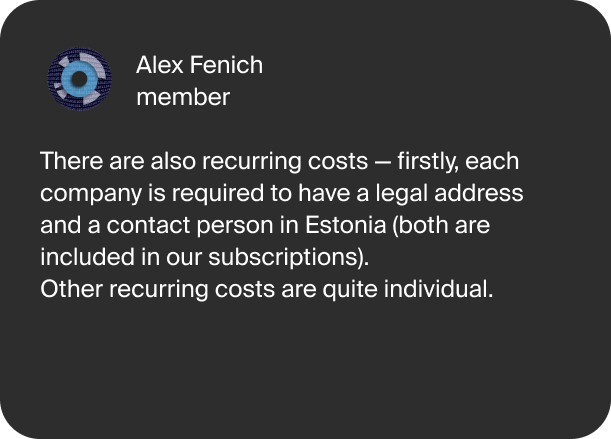 Alex Fenich
member
There are also recurring costs — firstly, each
company is required to have a legal address
and a contact person in Estonia (both are
included in our subscriptions).
Other recurring costs are quite individual.